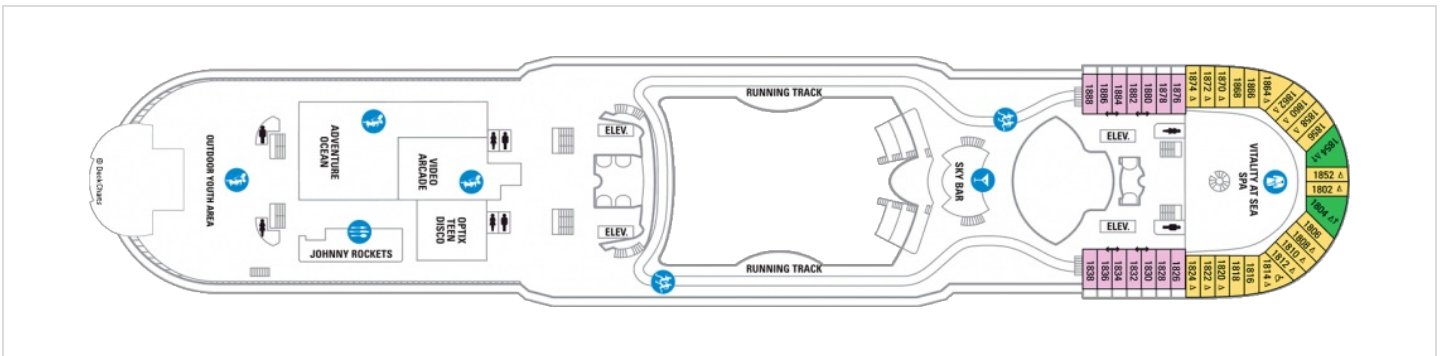 © DeckCharts
OUTDOOR YOUTH AREA
ADVENTURE
OCEAN
VIDEO
ARCADE
OPTIX
TEEN
DISCO
JOHNNY ROCKETS
ELEV.
ELEV.
RUNNING TRACK
RUNNING TRACK
SKY BAR
ELEV.
ELEV.
VITALITY AT SEA
SPA
1888
1886
1884
1882
1880
1878
1876
1874 Δ
1872 Δ
1870 Δ
1868
1866
1864 Δ
1862 Δ
1860 Δ
1858 Δ
1856
1854 Δ†
1852 Δ
1802 Δ
1804 Δ†
1806
1808 Δ
1810 Δ
1812 Δ
1814 Δ
1816
1818
1820 Δ
1822 Δ
1824 Δ
1826
1828
1830
1832
1834
1836
1838